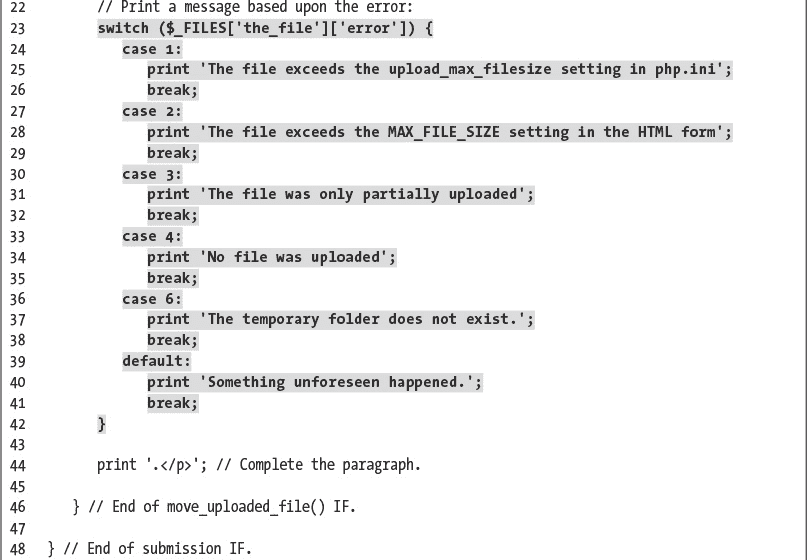 22 // Print a message based upon the error:
23 switch ($_FILES['the_file']['error']) {
24 case 1:
25 print 'The file exceeds the upload_max_filesize setting in php.ini';
26 break;
27 case 2:
28 print 'The file exceeds the MAX_FILE_SIZE setting in the HTML form';
29 break;
30 case 3:
31 print 'The file was only partially uploaded';
32 break;
33 case 4:
34 print 'No file was uploaded';
35 break;
36 case 6:
37 print 'The temporary folder does not exist.';
38 break;
39 default:
40 print 'Something unforeseen happened.';
41 break;
42 }
43
44 print '.</p>'; // Complete the paragraph.
45
46 } // End of move_uploaded_file() IF.
47
48 } // End of submission IF.